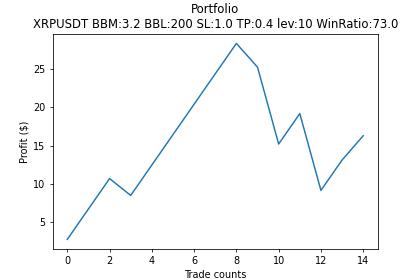 Portfolio
XRPUSDT BBM:3.2 BBL:200 SL:1.0 TP:0.4 lev:10 WinRatio:73.0
25
20
15
10
5
Profit ($)
0 2 4 6 8 10 12 14
Trade counts